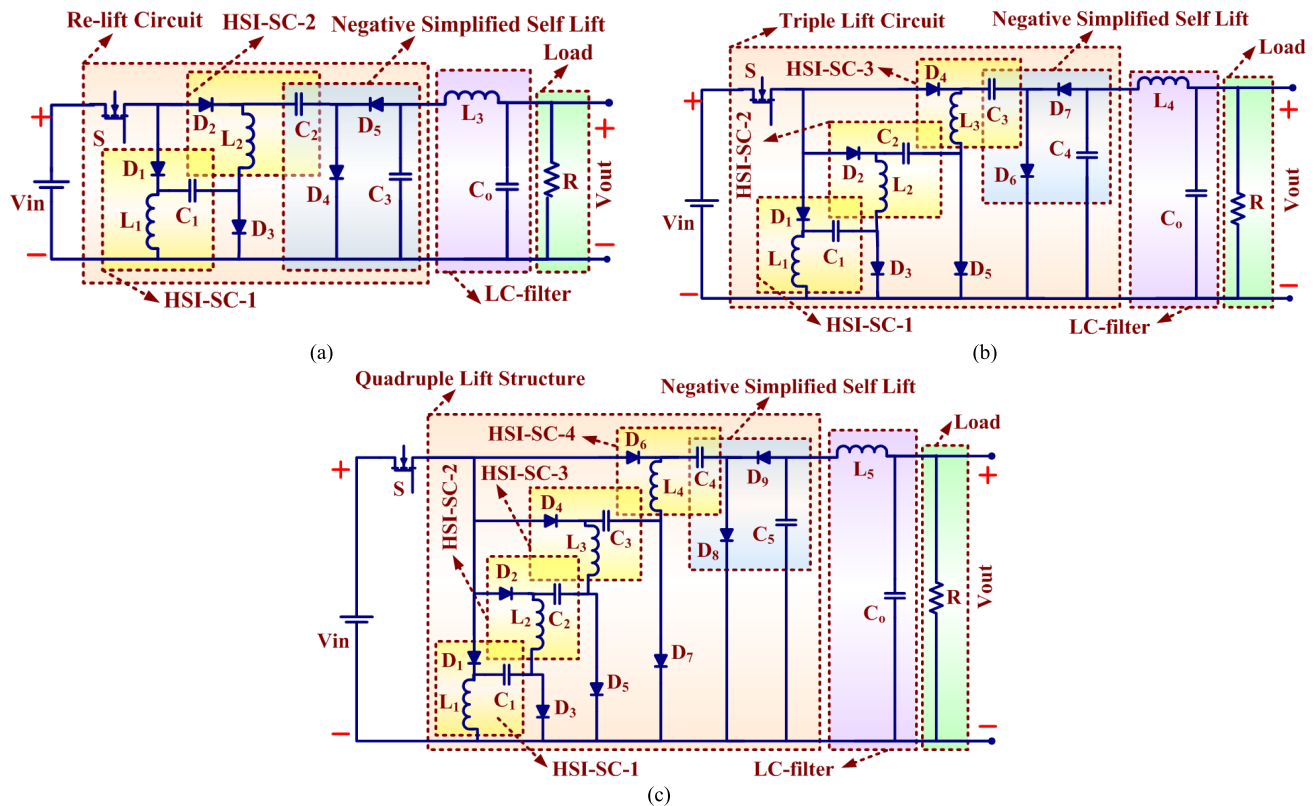 Re-lift Circuit
HSI-SC-2
Negative Simplified Self Lift
Load
S
D2
C2
D5
L3
L2
D1
D4
C3
Co
R
Vin
Vout
L1
C1
D3
HSI-SC-1
LC-filter
(a)
Triple Lift Circuit
Negative Simplified Self Lift
Load
S
HSI-SC-3
D4
C3
D7
L4
L3
HSI-SC-2
C2
D2
L2
D6
C4
Vin
D1
Co
R
Vout
L1
C1
D3
D5
HSI-SC-1
LC-filter
(b)
Quadruple Lift Structure
Negative Simplified Self Lift
Load
HSI-SC-4
D6
S
C4
D9
L5
HSI-SC-3
L4
HSI-SC-2
D4
L3
C3
D8
C5
D2
L2
C2
Vin
Co
R
Vout
D1
D7
L1
C1
D3
D5
HSI-SC-1
LC-filter
(c)